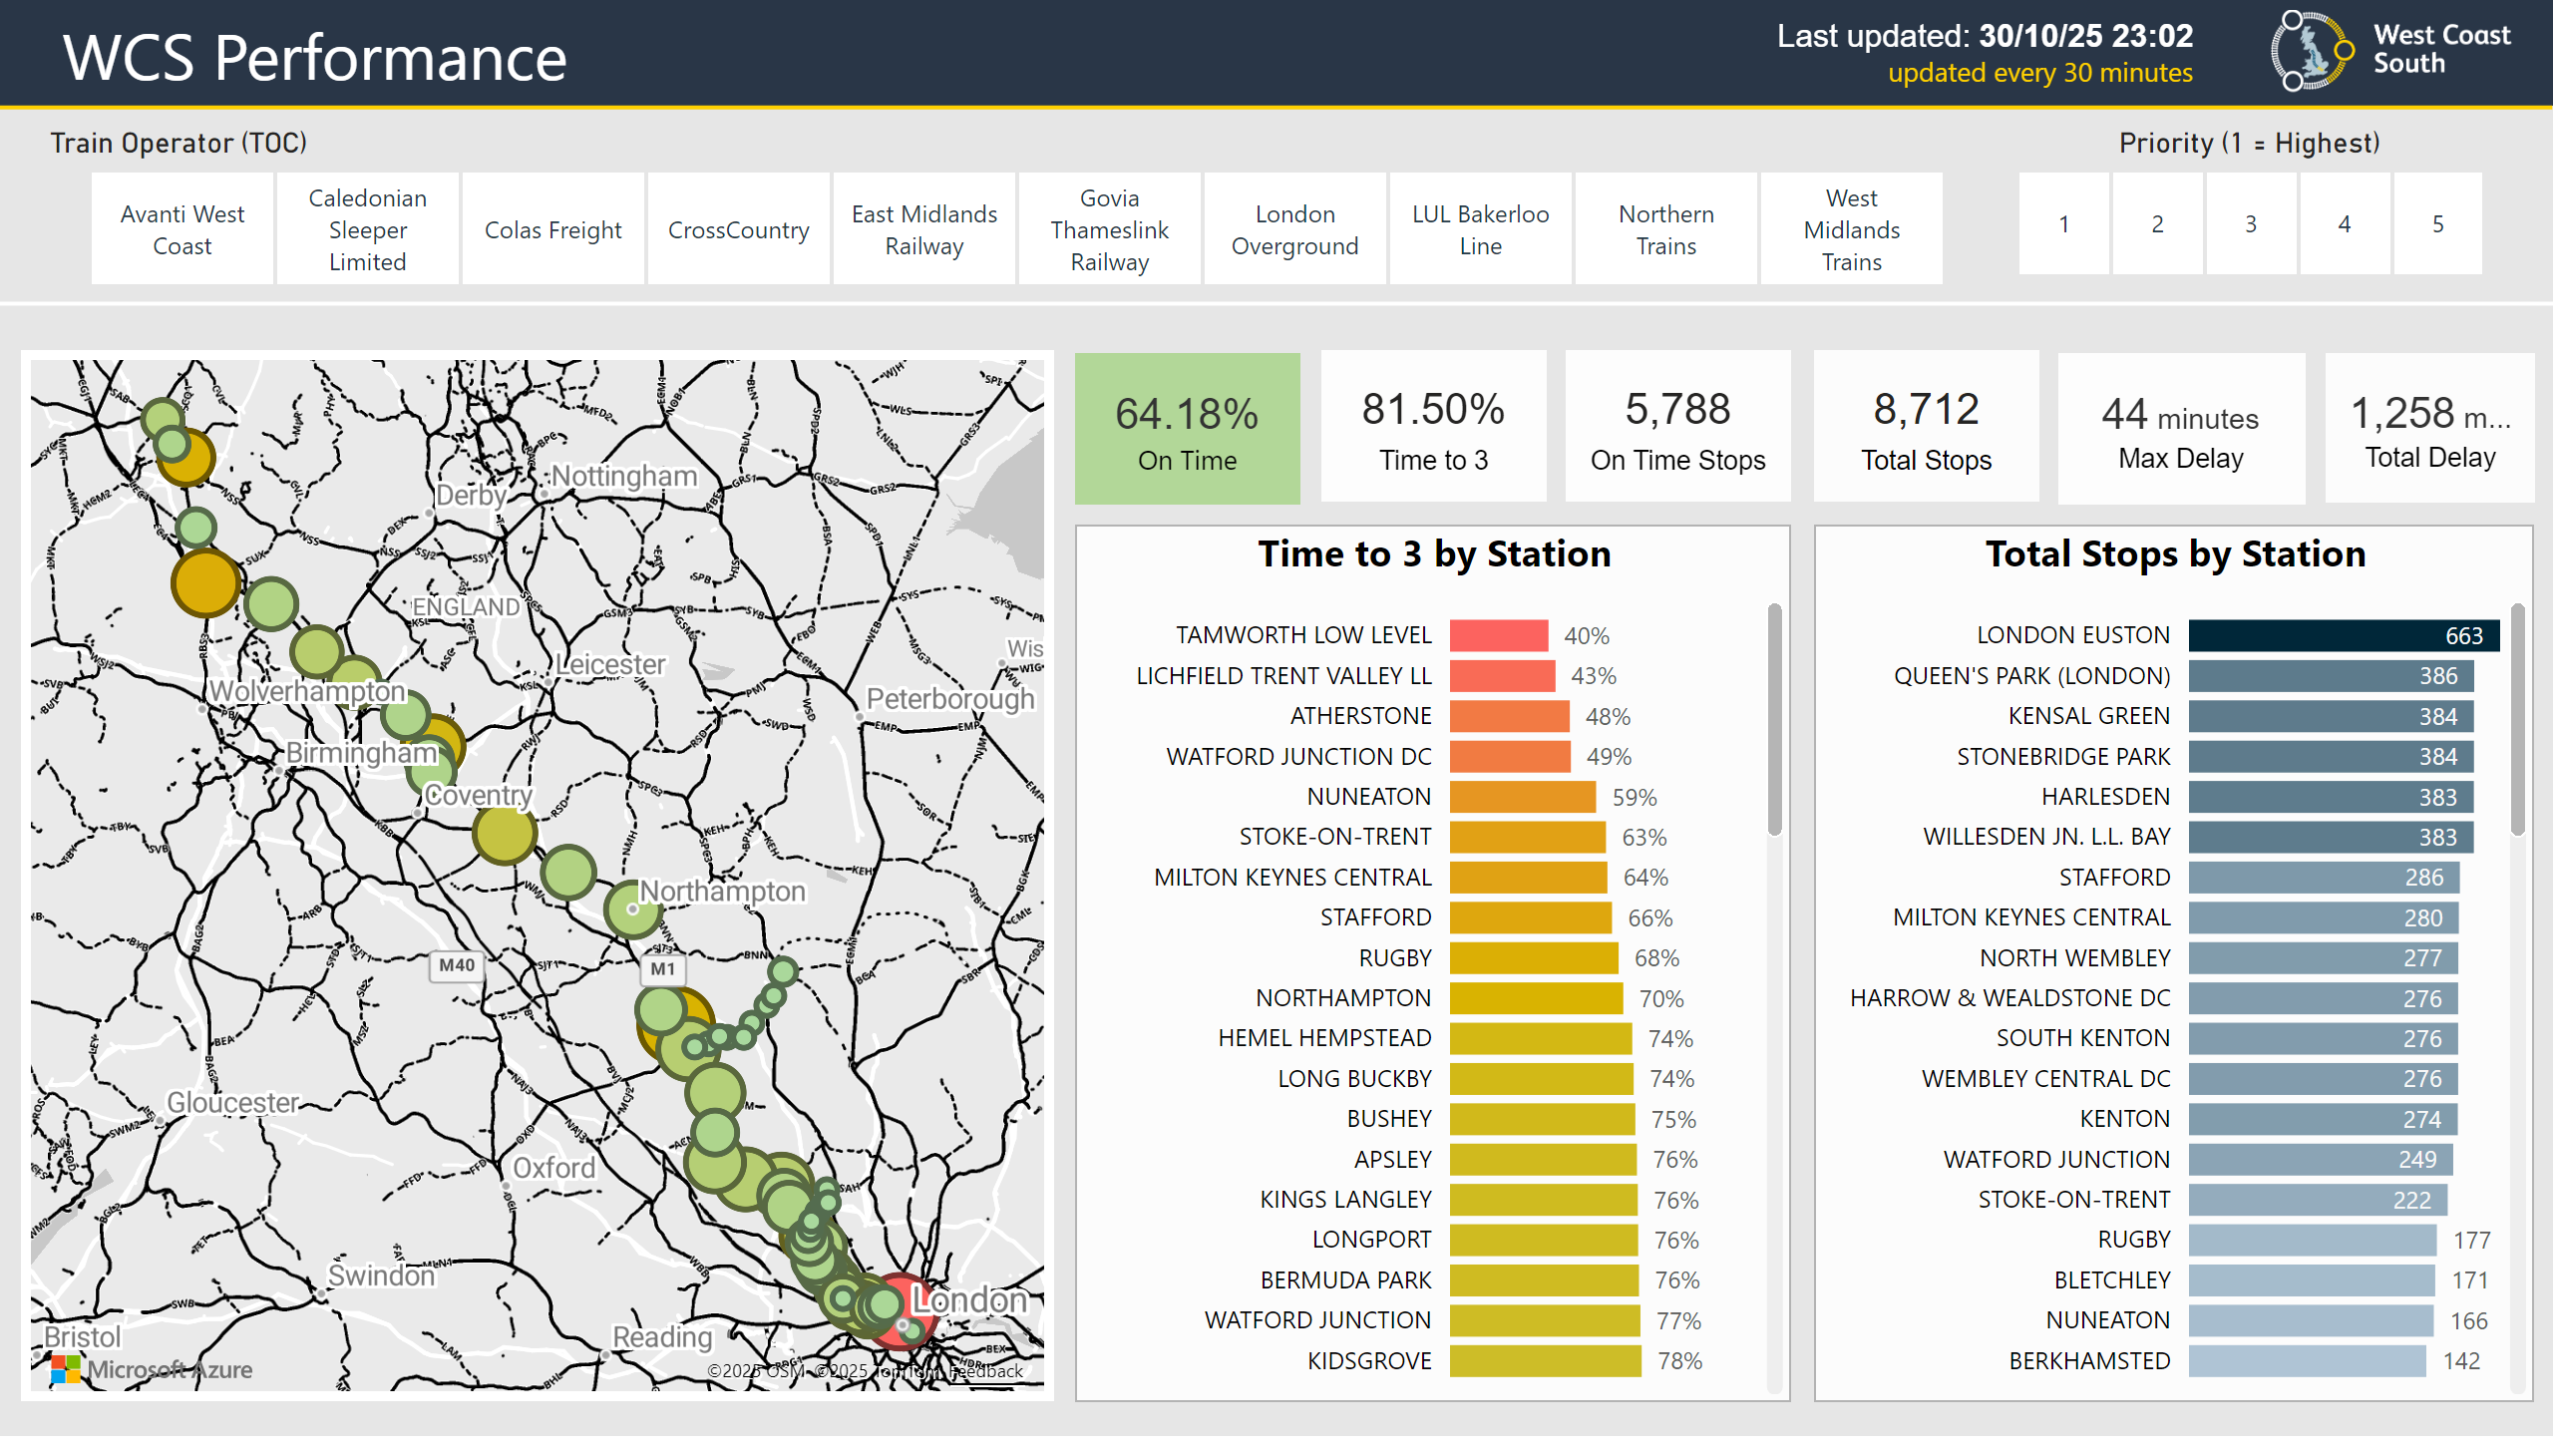 WCS Performance
Last updated: 30/10/25 23:02
updated every 30 minutes
West Coast
South
Train Operator (TOC)
Priority (1 = Highest)
Avanti West
Coast
Caledonian
Sleeper
Limited
Colas Freight
CrossCountry
East Midlands
Railway
Govia
Thameslink
Railway
London
Overground
LUL Bakerloo
Line
Northern
Trains
West
Midlands
Trains
1
2
3
4
5
Nottingham
Derby
ENGLAND
Leicester
Wis
Wolverhampton
Peterborough
Birmingham
Coventry
Northampton
M40
M1
Gloucester
Oxford
Swindon
London
Bristol
Reading
Microsoft Azure
©2025 OSM ©2025 TomTom Feedback
64.18%
On Time
81.50%
Time to 3
5,788
On Time Stops
8,712
Total Stops
44 minutes
Max Delay
1,258 m...
Total Delay
Time to 3 by Station
TAMWORTH LOW LEVEL 40%
LICHFIELD TRENT VALLEY LL 43%
ATHERSTONE 48%
WATFORD JUNCTION DC 49%
NUNEATON 59%
STOKE-ON-TRENT 63%
MILTON KEYNES CENTRAL 64%
STAFFORD 66%
RUGBY 68%
NORTHAMPTON 70%
HEMEL HEMPSTEAD 74%
LONG BUCKBY 74%
BUSHEY 75%
APSLEY 76%
KINGS LANGLEY 76%
LONGPORT 76%
BERMUDA PARK 76%
WATFORD JUNCTION 77%
KIDSGROVE 78%
Total Stops by Station
LONDON EUSTON 663
QUEEN'S PARK (LONDON) 386
KENSAL GREEN 384
STONEBRIDGE PARK 384
HARLESDEN 383
WILLESDEN JN. L.L. BAY 383
STAFFORD 286
MILTON KEYNES CENTRAL 280
NORTH WEMBLEY 277
HARROW & WEALDSTONE DC 276
SOUTH KENTON 276
WEMBLEY CENTRAL DC 276
KENTON 274
WATFORD JUNCTION 249
STOKE-ON-TRENT 222
RUGBY 177
BLETCHLEY 171
NUNEATON 166
BERKHAMSTED 142